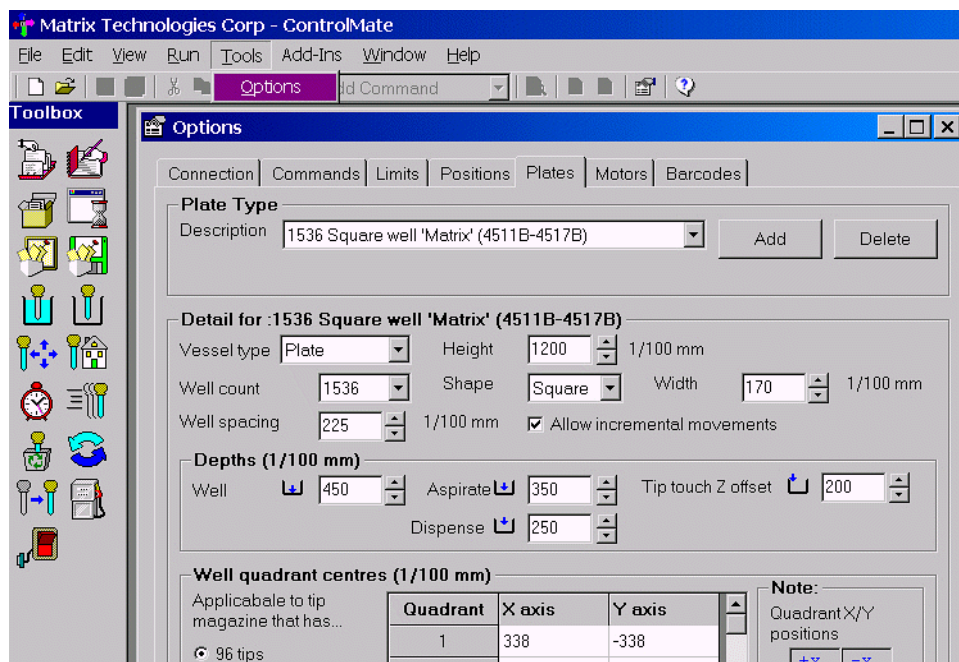 Matrix Technologies Corp - ControlMate
File Edit View Run Tools Add-Ins Window Help
Options dd Command
Toolbox
Options
Connection Commands Limits Positions Plates Motors Barcodes
Plate Type
Description 1536 Square well 'Matrix' (4511B-4517B) Add Delete
Detail for :1536 Square well 'Matrix' (4511B-4517B)
Vessel type Plate Height 1200 1/100 mm
Well count 1536 Shape Square Width 170 1/100 mm
Well spacing 225 1/100 mm Allow incremental movements
Depths (1/100 mm)
Well 450 Aspirate 350 Tip touch Z offset 200
Dispense 250
Well quadrant centres (1/100 mm)
Note:
Applicabale to tip
magazine that has...
Quadrant X axis Y axis
Quadrant X/Y
positions
1 338 -338
96 tips
+x -x